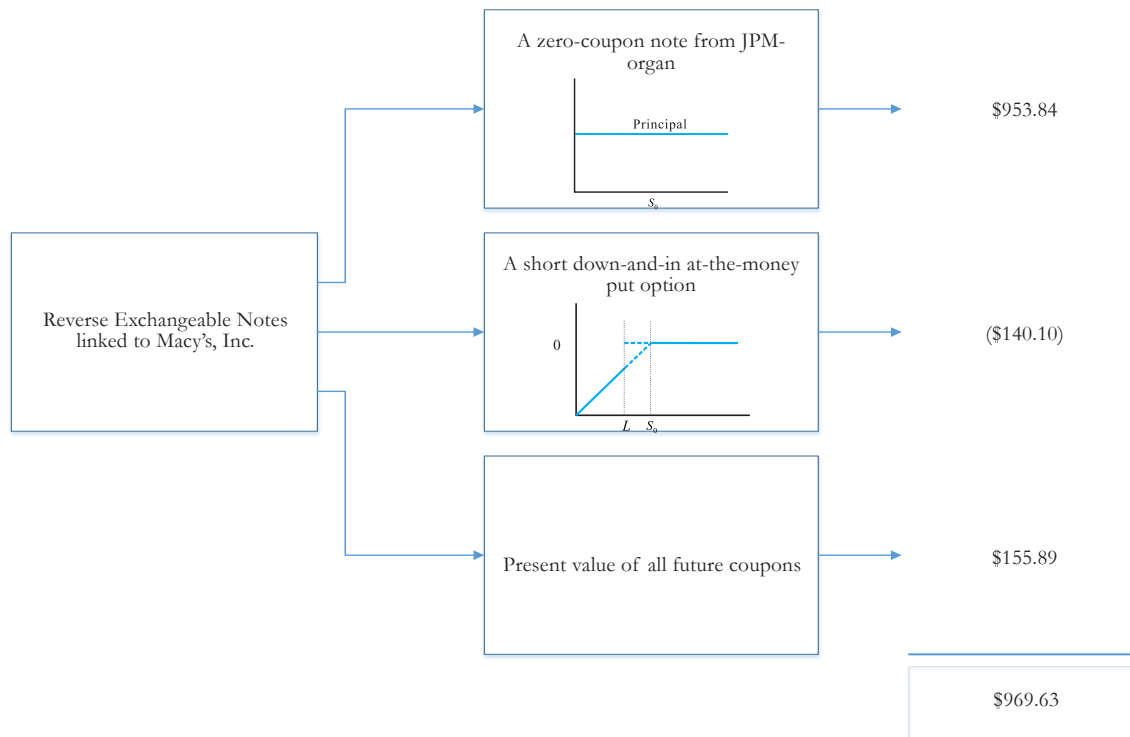 A zero-coupon note from JPM-
organ
Principal
S₀
$953.84
Reverse Exchangeable Notes
linked to Macy's, Inc.
A short down-and-in at-the-money
put option
0
L S₀
($140.10)
Present value of all future coupons
$155.89
$969.63